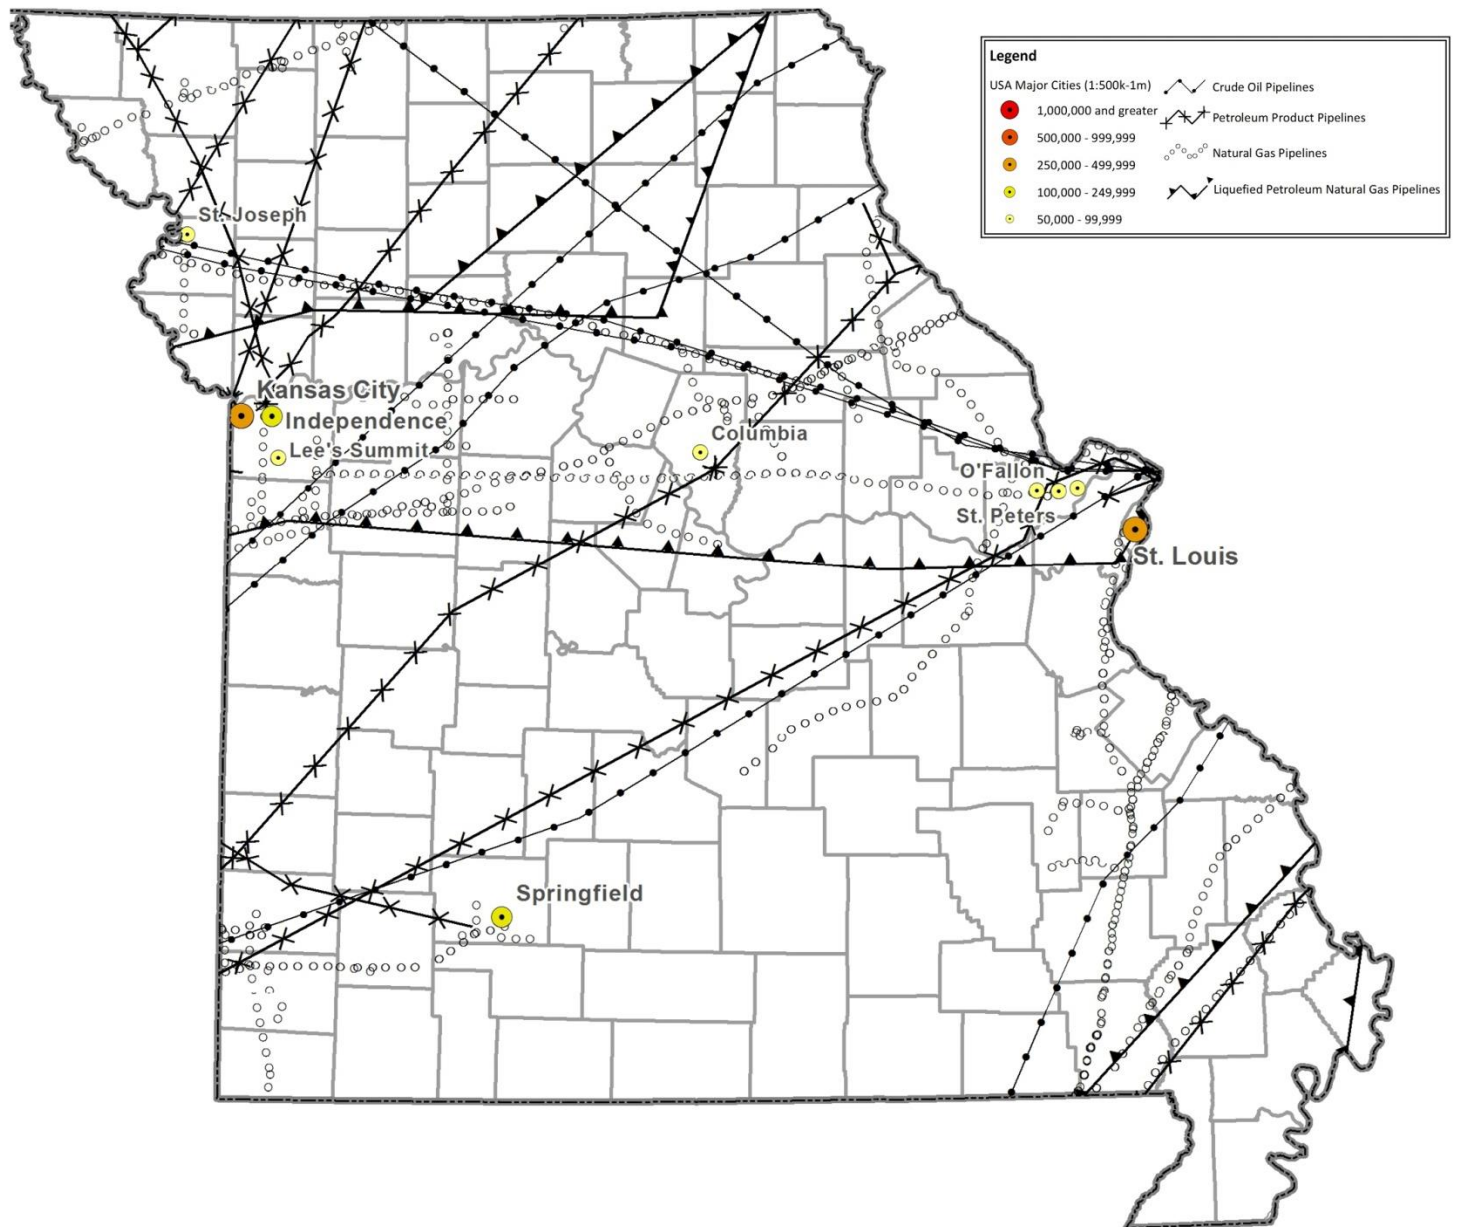 Legend
USA Major Cities (1:500k-1m)
1,000,000 and greater
500,000 - 999,999
250,000 - 499,999
100,000 - 249,999
50,000 - 99,999
Crude Oil Pipelines
Petroleum Product Pipelines
Natural Gas Pipelines
Liquefied Petroleum Natural Gas Pipelines
St. Joseph
Kansas City
Independence
Lee's Summit
Columbia
O'Fallon
St. Peters
St. Louis
Springfield